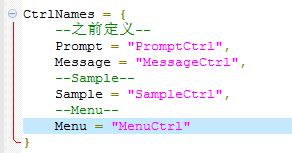 CtrlNames = {
--之前定义--
Prompt = "PromptCtrl",
Message = "MessageCtrl",
--Sample--
Sample = "SampleCtrl",
--Menu--
Menu = "MenuCtrl"
}